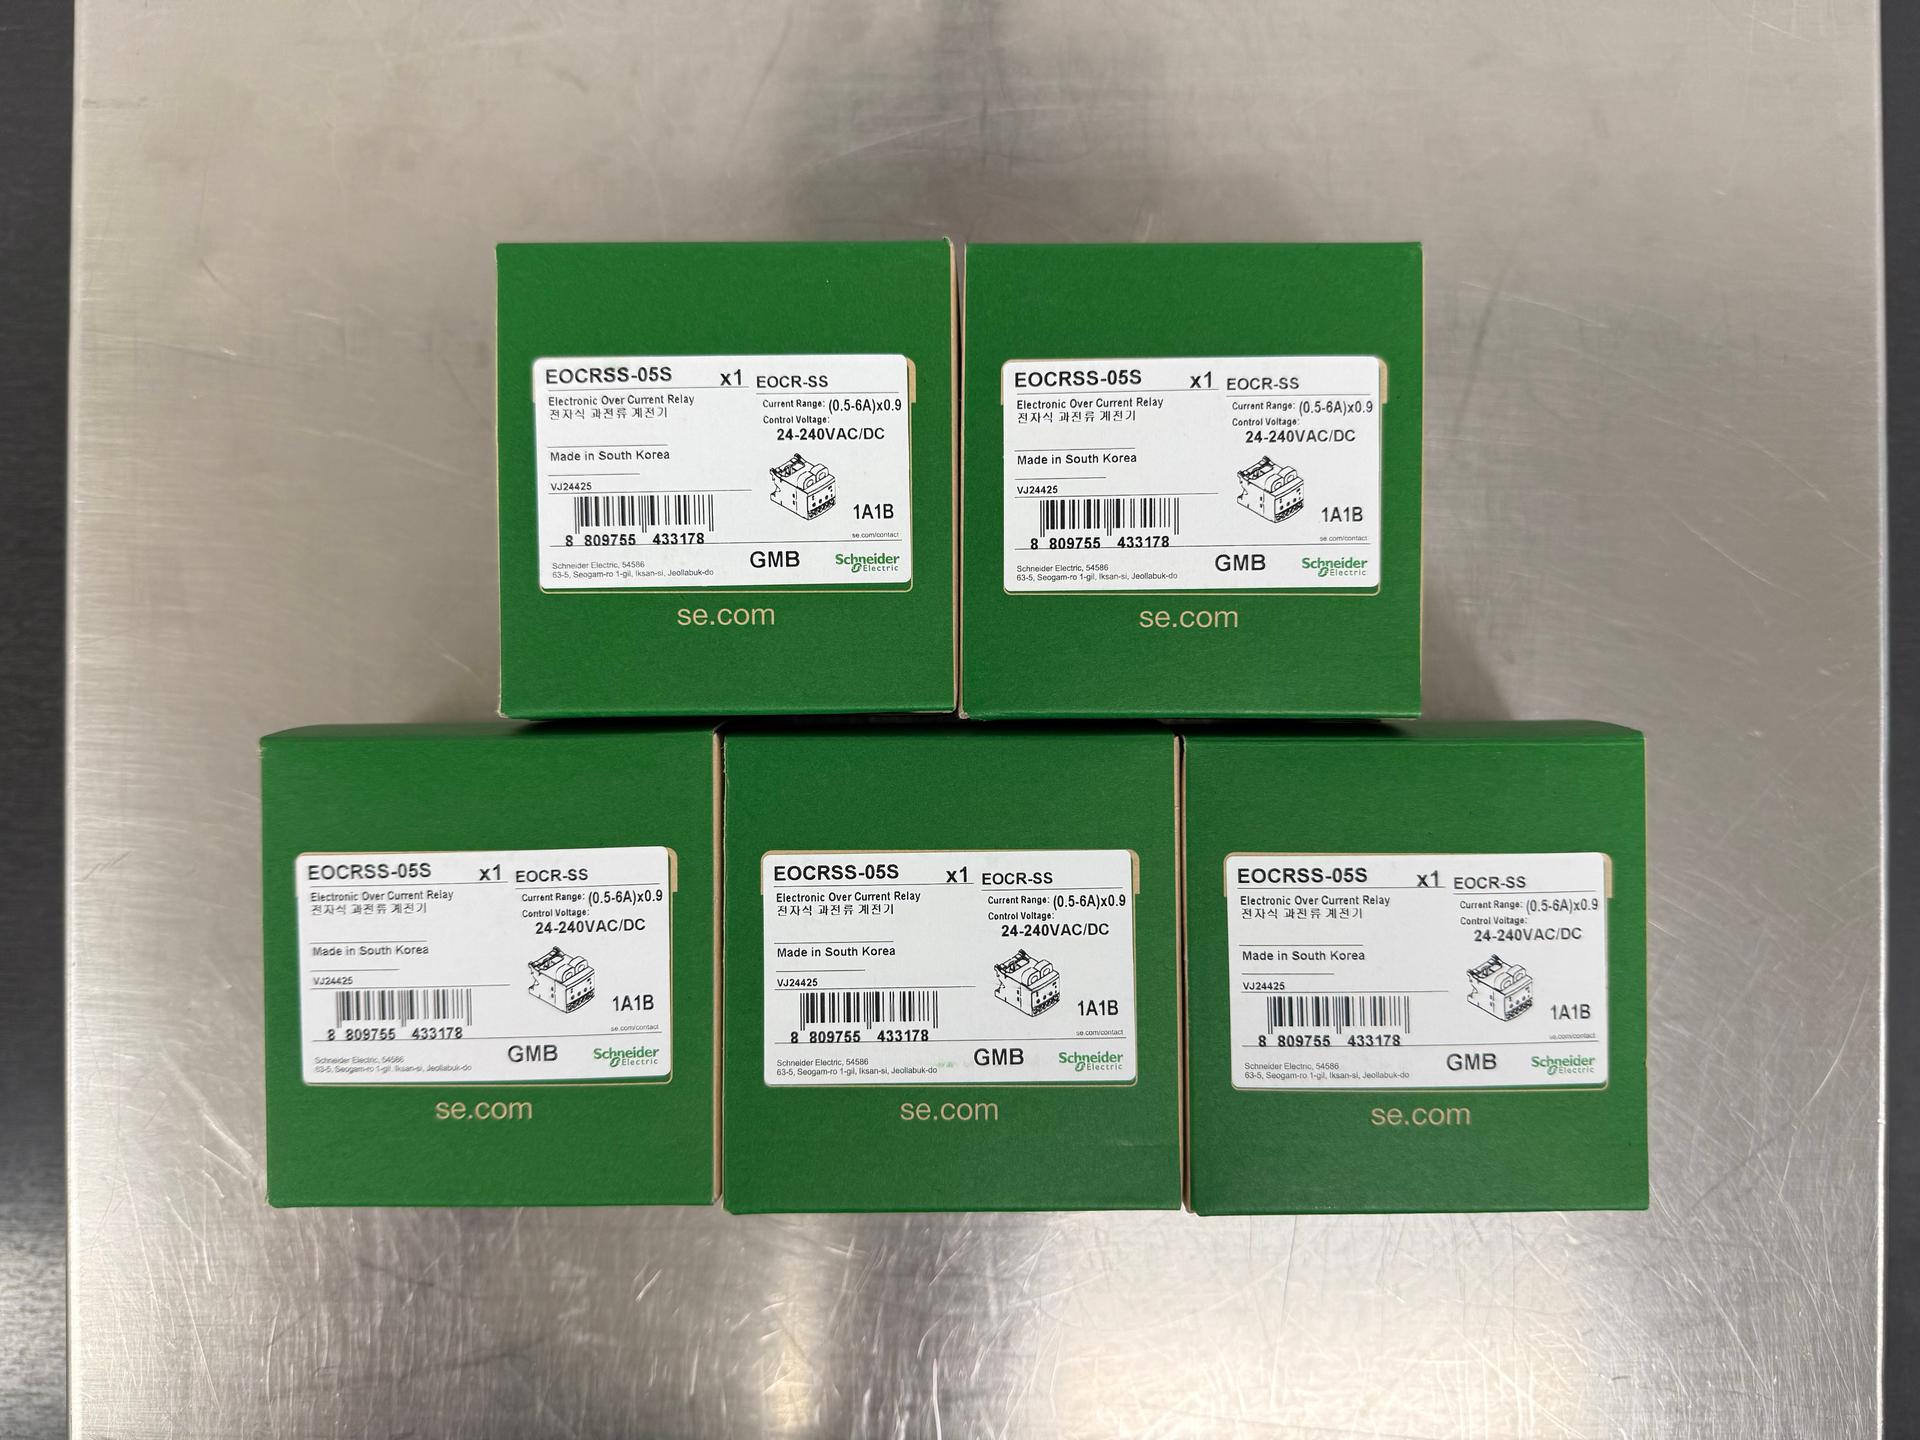 EOCRSS-05S x1 EOCR-SS
Electronic Over Current Relay
전자식 과전류 계전기
Current Range: (0.5-6A)x0.9
Control Voltage:
24-240VAC/DC
Made in South Korea
VJ24425
1A1B
8 809755 433178
se.com/contact
GMB
Schneider Electric
Schneider Electric, 54586
63-5, Seogam-ro 1-gil, Iksan-si, Jeollabuk-do
se.com
EOCRSS-05S x1 EOCR-SS
Electronic Over Current Relay
전자식 과전류 계전기
Current Range: (0.5-6A)x0.9
Control Voltage:
24-240VAC/DC
Made in South Korea
VJ24425
1A1B
8 809755 433178
se.com/contact
GMB
Schneider Electric
Schneider Electric, 54586
63-5, Seogam-ro 1-gil, Iksan-si, Jeollabuk-do
se.com
EOCRSS-05S x1 EOCR-SS
Electronic Over Current Relay
전자식 과전류 계전기
Current Range: (0.5-6A)x0.9
Control Voltage:
24-240VAC/DC
Made in South Korea
VJ24425
1A1B
8 809755 433178
se.com/contact
GMB
Schneider Electric
Schneider Electric, 54586
63-5, Seogam-ro 1-gil, Iksan-si, Jeollabuk-do
se.com
EOCRSS-05S x1 EOCR-SS
Electronic Over Current Relay
전자식 과전류 계전기
Current Range: (0.5-6A)x0.9
Control Voltage:
24-240VAC/DC
Made in South Korea
VJ24425
1A1B
8 809755 433178
se.com/contact
GMB
Schneider Electric
Schneider Electric, 54586
63-5, Seogam-ro 1-gil, Iksan-si, Jeollabuk-do
se.com
EOCRSS-05S x1 EOCR-SS
Electronic Over Current Relay
전자식 과전류 계전기
Current Range: (0.5-6A)x0.9
Control Voltage:
24-240VAC/DC
Made in South Korea
VJ24425
1A1B
8 809755 433178
se.com/contact
GMB
Schneider Electric
Schneider Electric, 54586
63-5, Seogam-ro 1-gil, Iksan-si, Jeollabuk-do
se.com